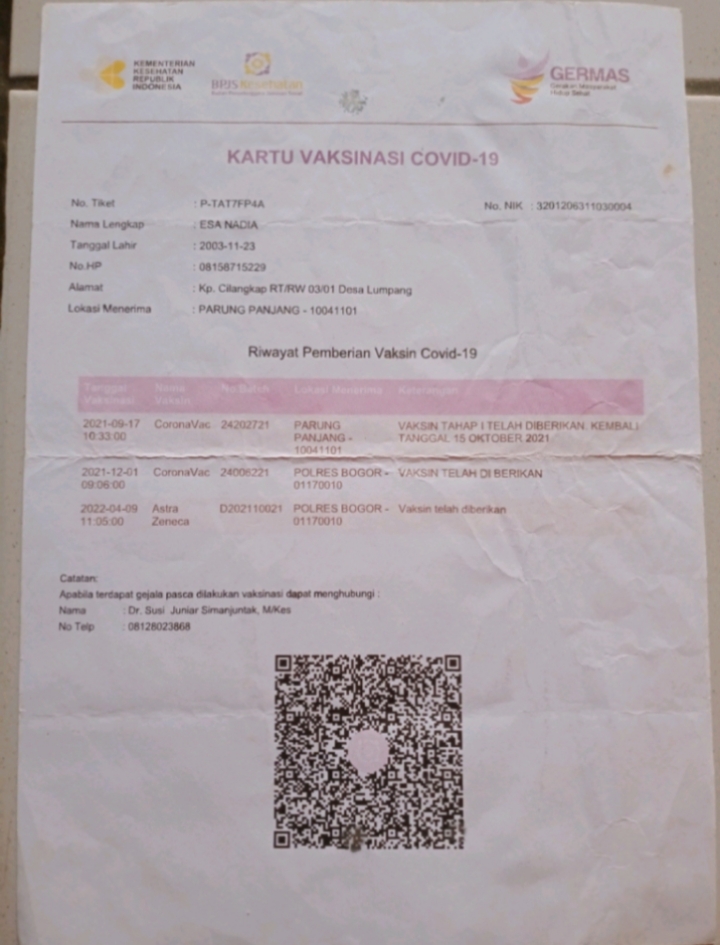 KEMENTERIAN
KESEHATAN
REPUBLIK
INDONESIA
BPJS Kesehatan
GERMAS
Gerakan Masyarakat
Hidup Sehat
KARTU VAKSINASI COVID-19
No. Tiket : P-TAT7FP4A No. NIK : 3201206311030004
Nama Lengkap : ESA NADIA
Tanggal Lahir : 2003-11-23
No.HP : 08156715229
Alamat : Kp. Cilangkap RT/RW 03/01 Desa Lumpang
Lokasi Menerima : PARUNG PANJANG - 10041101
Riwayat Pemberian Vaksin Covid-19
Tanggal Nama No Batch Lokasi Menerima Keterangan
Vaksinasi Vaksin
2021-09-17 CoronaVac 24202721 PARUNG VAKSIN TAHAP I TELAH DIBERIKAN. KEMBALI
10:33:00 PANJANG - TANGGAL 15 OKTOBER 2021
10041101
2021-12-01 CoronaVac 24006221 POLRES BOGOR - VAKSIN TELAH DI BERIKAN
09:06:00 01170010
2022-04-09 Astra D202110021 POLRES BOGOR - Vaksin telah diberikan
11:05:00 Zeneca 01170010
Catatan:
Apabila terdapat gejala pasca dilakukan vaksinasi dapat menghubungi :
Nama : Dr. Susi Juniar Simanjuntak, M/Kes
No Telp : 08126023868